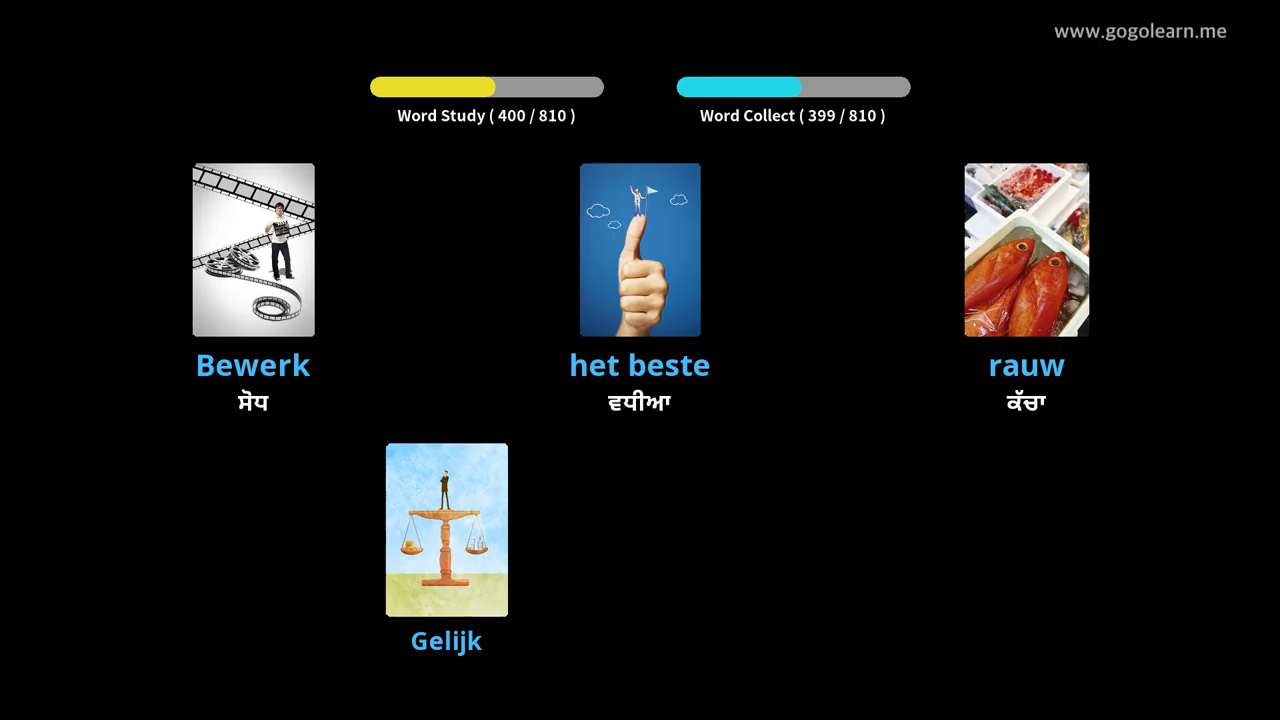 www.gogolearn.me
Word Study ( 400 / 810 )
Word Collect ( 399 / 810 )
Bewerk
ਸੋਧ
het beste
ਵਧੀਆ
rauw
ਕੱਚਾ
Gelijk